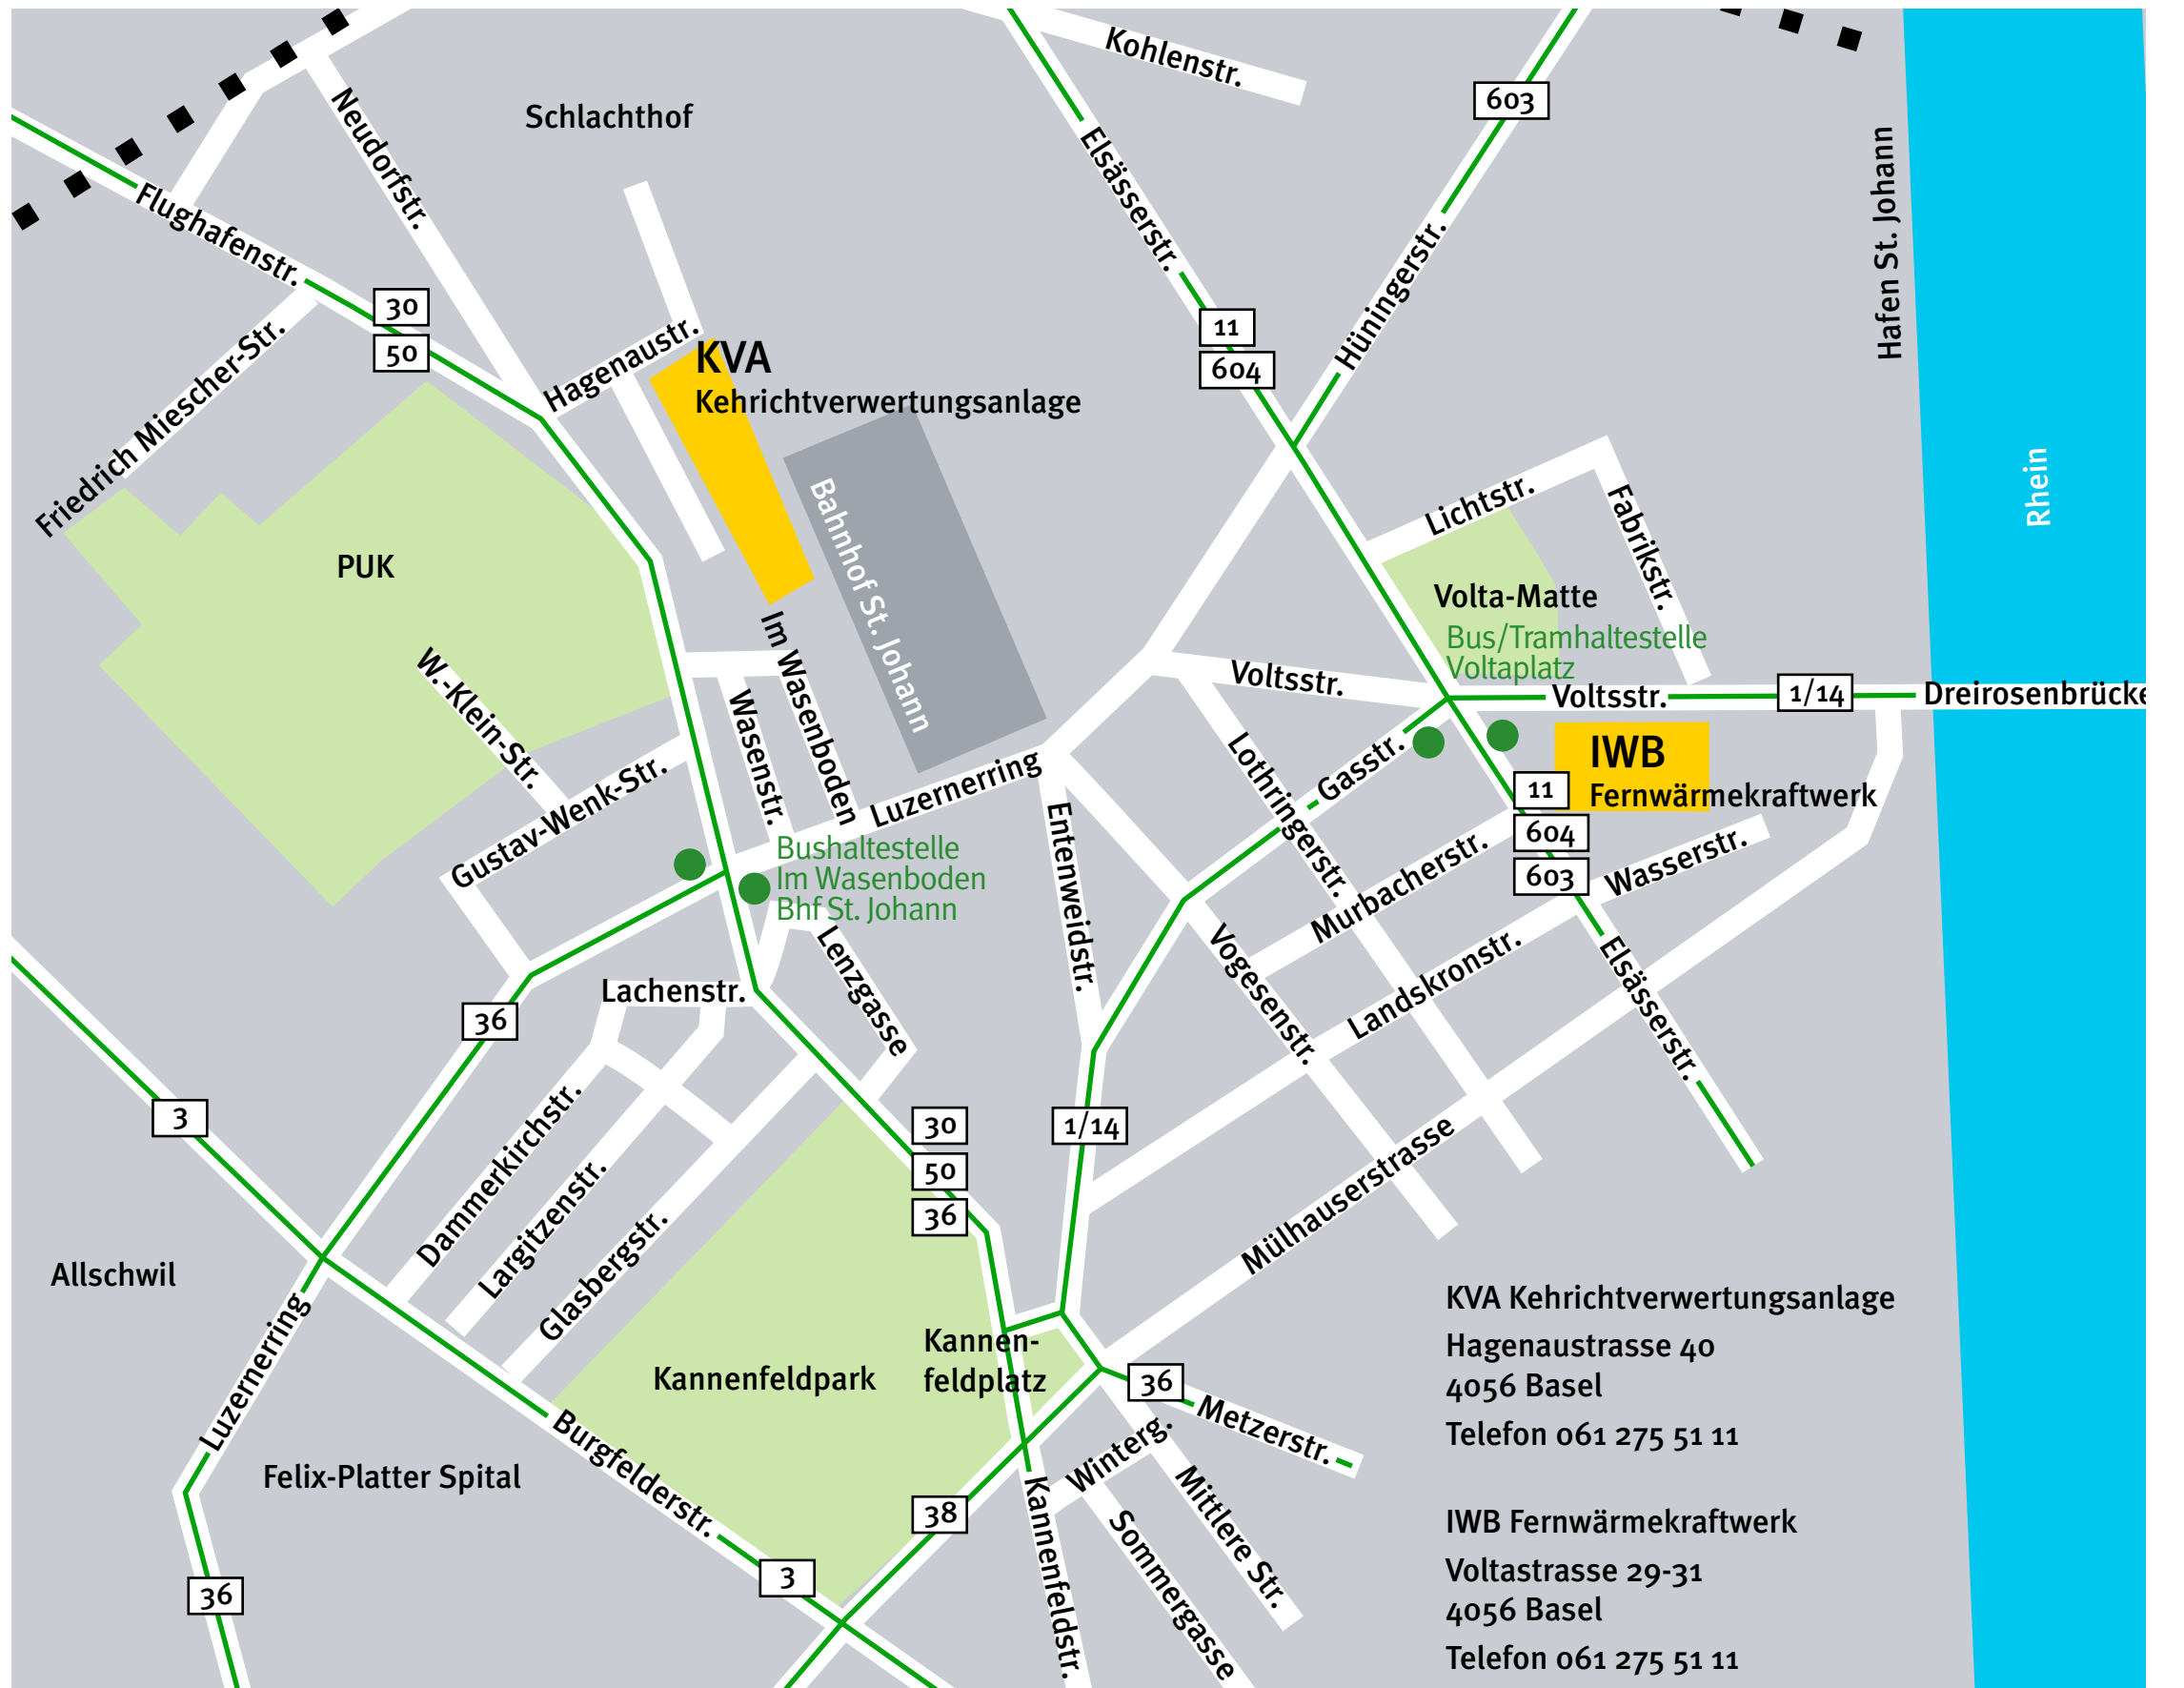 Kohlenstr.
603
Schlachthof
Neudorfstr.
Elsässerstr.
Hafen St. Johann
Flughafenstr.
Hüningerstr.
30
50
11
604
Friedrich Miescher-Str.
Hagenaustr.
KVA
Kehrichtverwertungsanlage
Rhein
Lichtstr.
Fabrikstr.
Bahnhof St. Johann
PUK
Volta-Matte
Bus/Tramhaltestelle
Voltaplatz
Im Wasenboden
W.-Klein-Str.
Wasenstr.
Voltsstr.
Voltsstr.
1/14
Dreirosenbrücke
Gustav-Wenk-Str.
Luzernerring
Lothringerstr.
Gasstr.
IWB
Fernwärmekraftwerk
11
604
603
Entenweidstr.
Murbacherstr.
Wasserstr.
Bushaltestelle
Im Wasenboden
Bhf St. Johann
Lenzgasse
Vogesenstr.
Landskronstr.
Elsässerstr.
Lachenstr.
36
3
30
50
36
1/14
Dammerkirchstr.
Largitzenstr.
Glasbergstr.
Mülhauserstrasse
Allschwil
Luzernerring
Kannen-
feldplatz
Kannenfeldpark
36
Metzerstr.
Winterg.
Mittlere Str.
Sommergasse
Kannenfeldstr.
Burgfelderstr.
Felix-Platter Spital
38
3
36
KVA Kehrichtverwertungsanlage
Hagenaustrasse 40
4056 Basel
Telefon 061 275 51 11
IWB Fernwärmekraftwerk
Voltastrasse 29-31
4056 Basel
Telefon 061 275 51 11